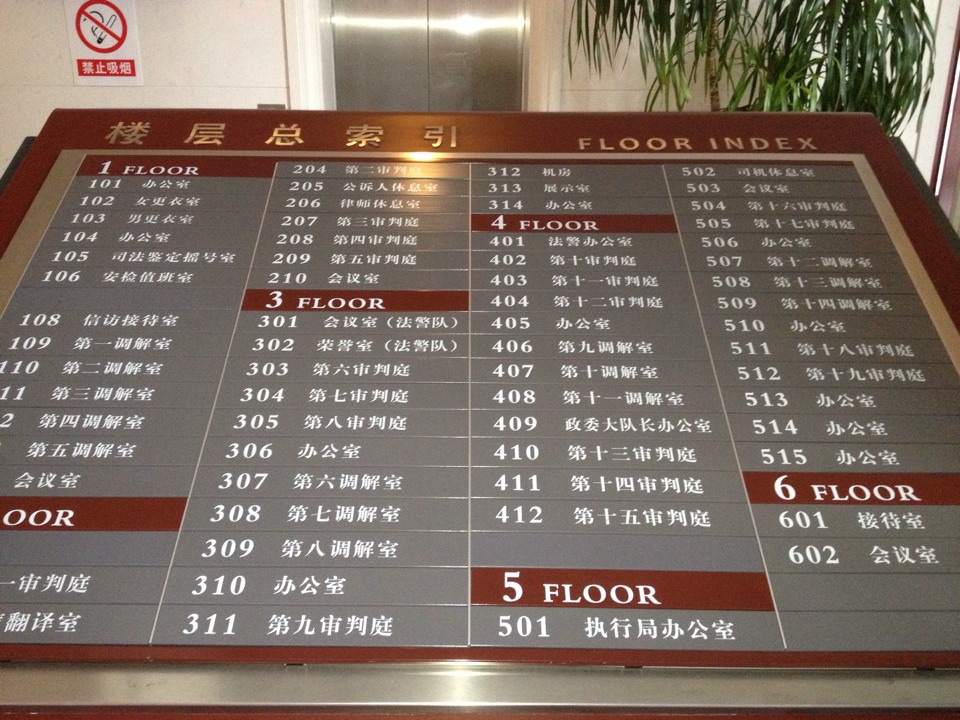 禁止吸烟
楼层总索引 FLOOR INDEX
1 FLOOR
101 办公室
102 女更衣室
103 男更衣室
104 办公室
105 司法鉴定摇号室
106 安检值班室
108 信访接待室
109 第一调解室
110 第二调解室
11 第三调解室
2 第四调解室
第五调解室
会议室
OOR
一审判庭
翻译室
204 第二审判庭
205 公诉人休息室
206 律师休息室
207 第三审判庭
208 第四审判庭
209 第五审判庭
210 会议室
3 FLOOR
301 会议室（法警队）
302 荣誉室（法警队）
303 第六审判庭
304 第七审判庭
305 第八审判庭
306 办公室
307 第六调解室
308 第七调解室
309 第八调解室
310 办公室
311 第九审判庭
312 机房
313 展示室
314 办公室
4 FLOOR
401 法警办公室
402 第十审判庭
403 第十一审判庭
404 第十二审判庭
405 办公室
406 第九调解室
407 第十调解室
408 第十一调解室
409 政委大队长办公室
410 第十三审判庭
411 第十四审判庭
412 第十五审判庭
5 FLOOR
501 执行局办公室
502 司机休息室
503 会议室
504 第十六审判庭
505 第十七审判庭
506 办公室
507 第十二调解室
508 第十三调解室
509 第十四调解室
510 办公室
511 第十八审判庭
512 第十九审判庭
513 办公室
514 办公室
515 办公室
6 FLOOR
601 接待室
602 会议室